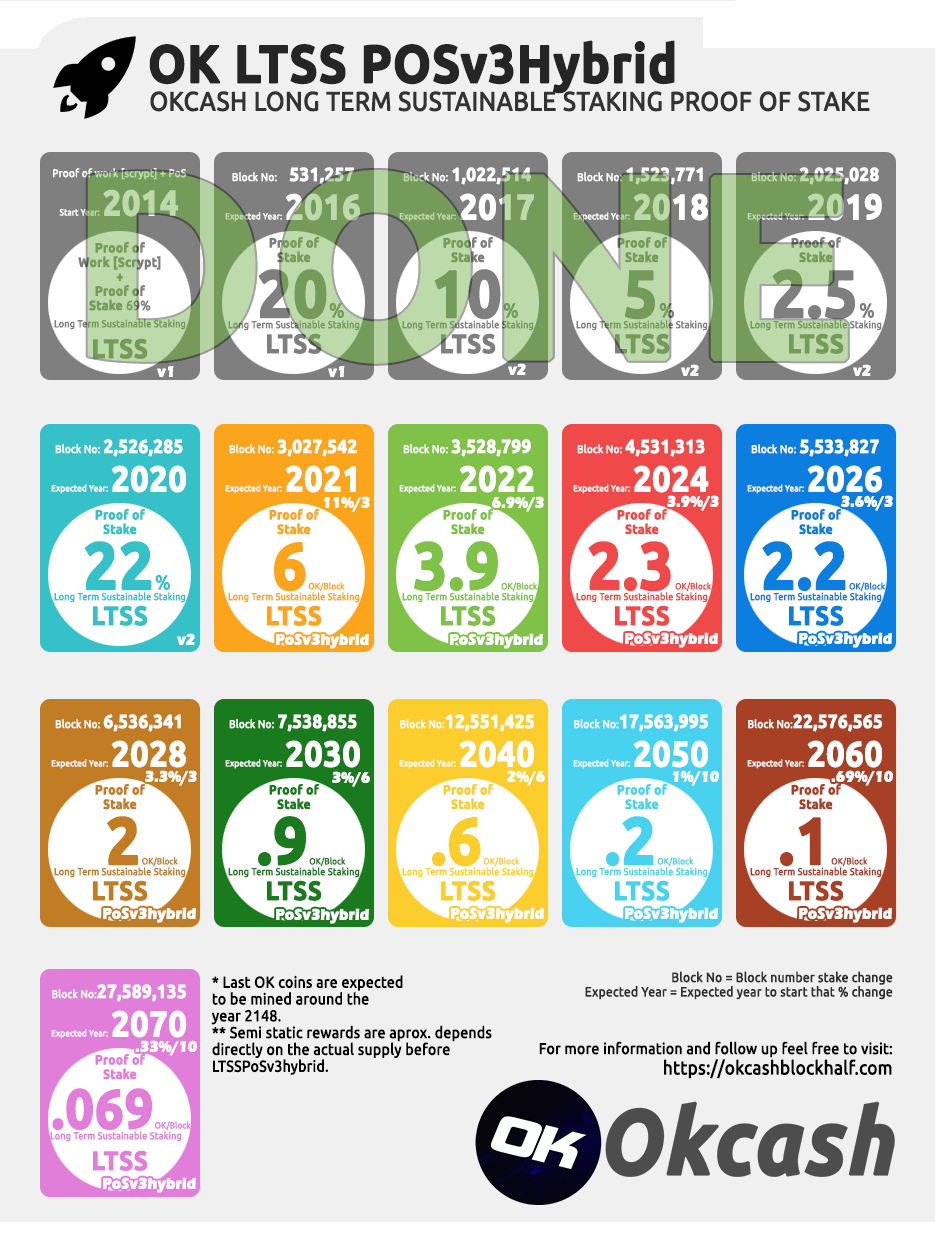 OK LTSS POSv3Hybrid
OKCASH LONG TERM SUSTAINABLE STAKING PROOF OF STAKE
DONE
Proof of work [scrypt] + PoS
Start Year: 2014
Proof of
Work [Scrypt]
+
Proof of
Stake 69%
Long Term Sustainable Staking
LTSS
v1
Block No: 531,257
Expected Year: 2016
Proof of
Stake
20%
Long Term Sustainable Staking
LTSS
v1
Block No: 1,022,514
Expected Year: 2017
Proof of
Stake
10%
Long Term Sustainable Staking
LTSS
v2
Block No: 1,523,771
Expected Year: 2018
Proof of
Stake
5%
Long Term Sustainable Staking
LTSS
v2
Block No: 2,025,028
Expected Year: 2019
Proof of
Stake
2.5%
Long Term Sustainable Staking
LTSS
v2
Block No: 2,526,285
Expected Year: 2020
Proof of
Stake
22%
Long Term Sustainable Staking
LTSS
v2
Block No: 3,027,542
Expected Year: 2021
11%/3
Proof of
Stake
6
OK/Block
Long Term Sustainable Staking
LTSS
PoSv3hybrid
Block No: 3,528,799
Expected Year: 2022
6.9%/3
Proof of
Stake
3.9
OK/Block
Long Term Sustainable Staking
LTSS
PoSv3hybrid
Block No: 4,531,313
Expected Year: 2024
3.9%/3
Proof of
Stake
2.3
OK/Block
Long Term Sustainable Staking
LTSS
PoSv3hybrid
Block No: 5,533,827
Expected Year: 2026
3.6%/3
Proof of
Stake
2.2
OK/Block
Long Term Sustainable Staking
LTSS
PoSv3hybrid
Block No: 6,536,341
Expected Year: 2028
3.3%/3
Proof of
Stake
2
OK/Block
Long Term Sustainable Staking
LTSS
PoSv3hybrid
Block No: 7,538,855
Expected Year: 2030
3%/6
Proof of
Stake
.9
OK/Block
Long Term Sustainable Staking
LTSS
PoSv3hybrid
Block No:12,551,425
Expected Year: 2040
2%/6
Proof of
Stake
.6
OK/Block
Long Term Sustainable Staking
LTSS
PoSv3hybrid
Block No:17,563,995
Expected Year: 2050
1%/10
Proof of
Stake
.2
OK/Block
Long Term Sustainable Staking
LTSS
PoSv3hybrid
Block No:22,576,565
Expected Year: 2060
.69%/10
Proof of
Stake
.1
OK/Block
Long Term Sustainable Staking
LTSS
PoSv3hybrid
Block No:27,589,135
Expected Year: 2070
.33%/10
Proof of
Stake
.069
OK/Block
Long Term Sustainable Staking
LTSS
PoSv3hybrid
* Last OK coins are expected
to be mined around the
year 2148.
** Semi static rewards are aprox. depends
directly on the actual supply before
LTSSPoSv3hybrid.
Block No = Block number stake change
Expected Year = Expected year to start that % change
For more information and follow up feel free to visit:
https://okcashblockhalf.com
OK Okcash